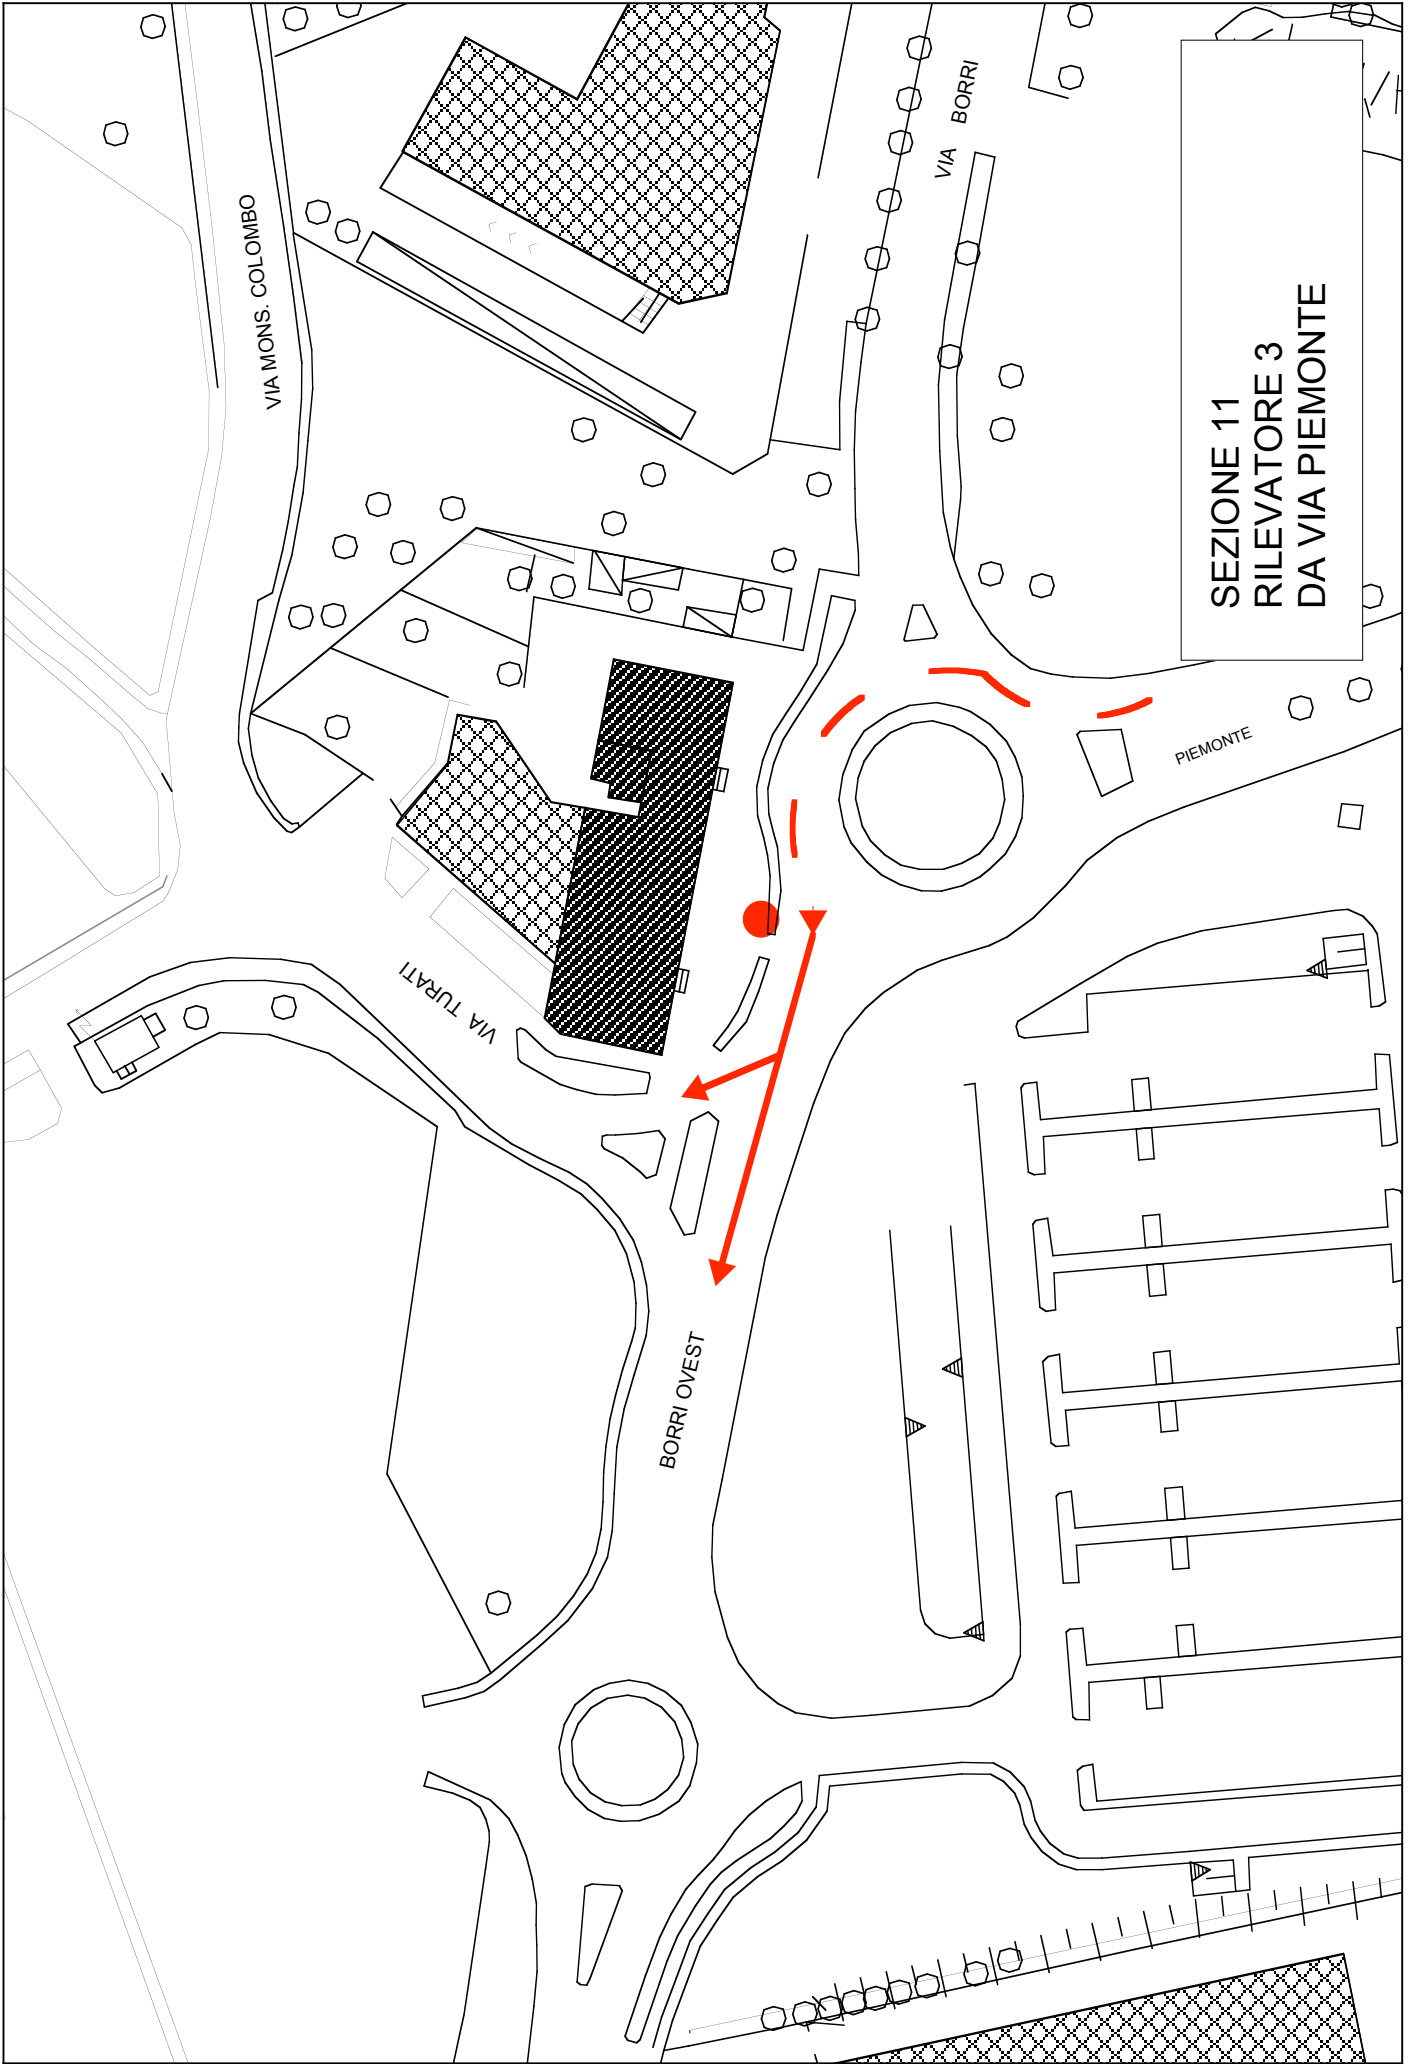 VIA BORRI
VIA MONS. COLOMBO
SEZIONE 11
RILEVATORE 3
DA VIA PIEMONTE
PIEMONTE
VIA TURATI
BORRI OVEST